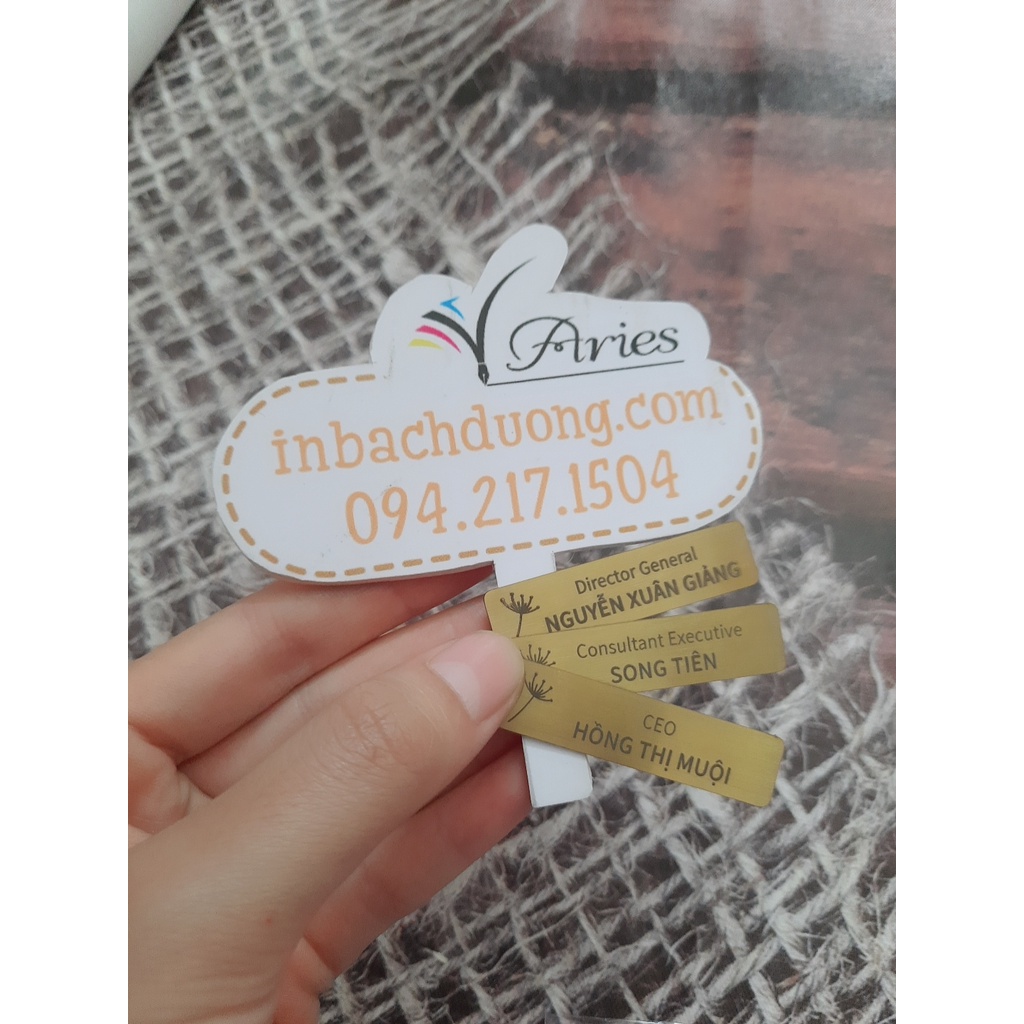 Aries
inbachduong.com
094.217.1504
Director General
NGUYỄN XUÂN GIẢNG
Consultant Executive
SONG TIÊN
CEO
HỒNG THỊ MUỘI